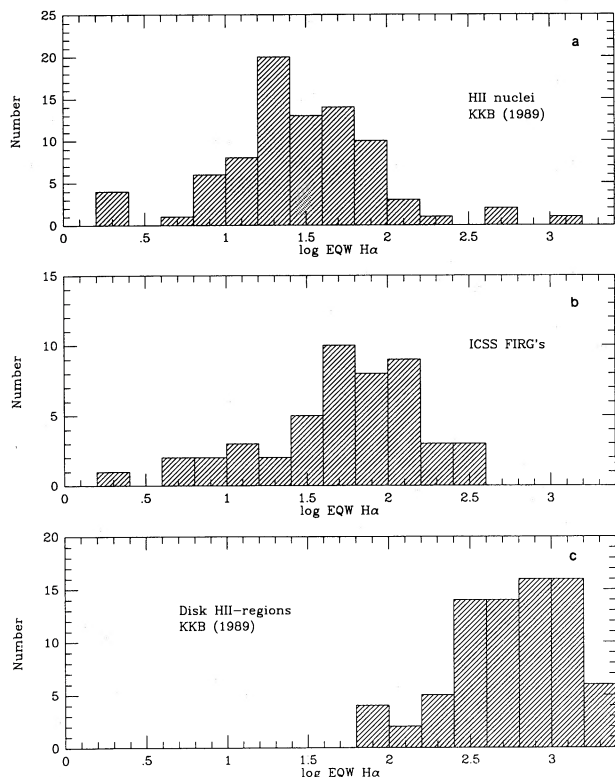 25
20
15
10
5
0
Number
a
HII nuclei
KKB (1989)
0 .5 1 1.5 2 2.5 3
log EQW Hα
15
10
5
0
Number
b
ICSS FIRG's
0 .5 1 1.5 2 2.5 3
log EQW Hα
20
15
10
5
0
Number
c
Disk HII-regions
KKB (1989)
0 .5 1 1.5 2 2.5 3
log EQW Hα